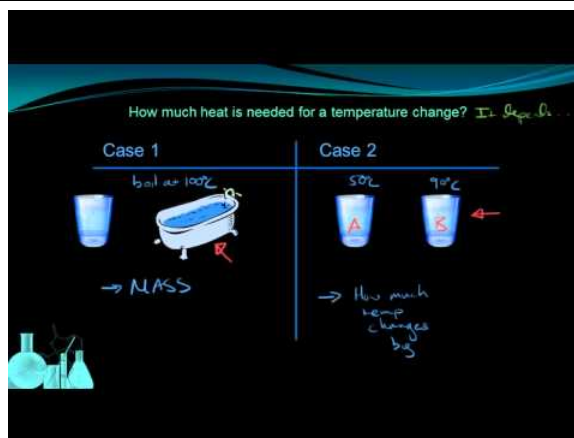 How much heat is needed for a temperature change? It depends...
Case 1
Case 2
boil at 100°C
50°C
90°C
A
B
→ MASS
→ How much
temp
changes
by